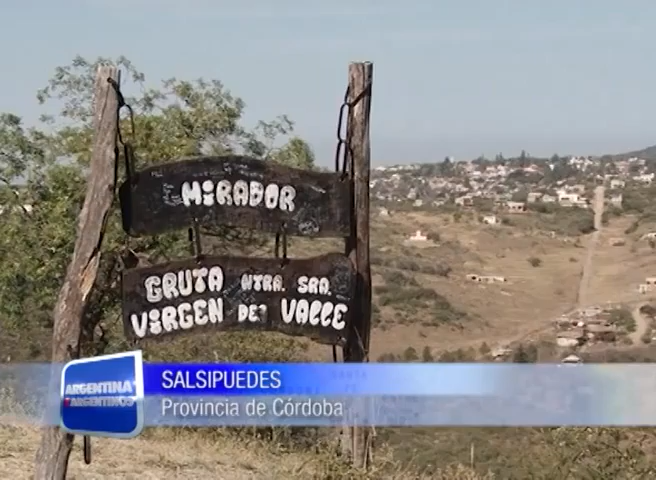 MIRADOR
GRUTA NTRA. SRA.
VIRGEN DEL VALLE
ARGENTINA
ARGENTINOS
SALSIPUEDES
Provincia de Córdoba